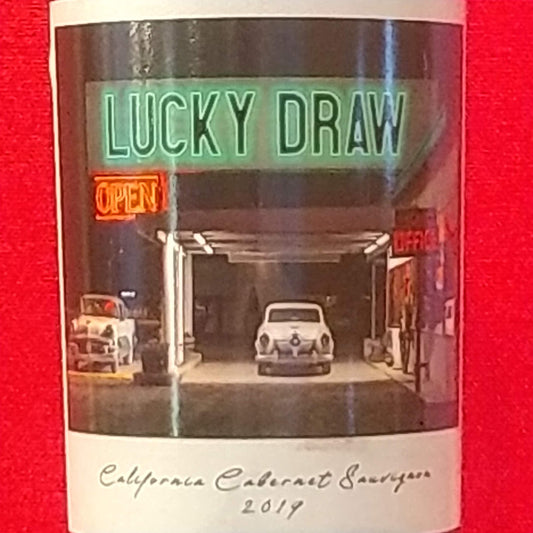 LUCKY DRAW
OPEN
OFFICE
California Cabernet Sauvignon
2019